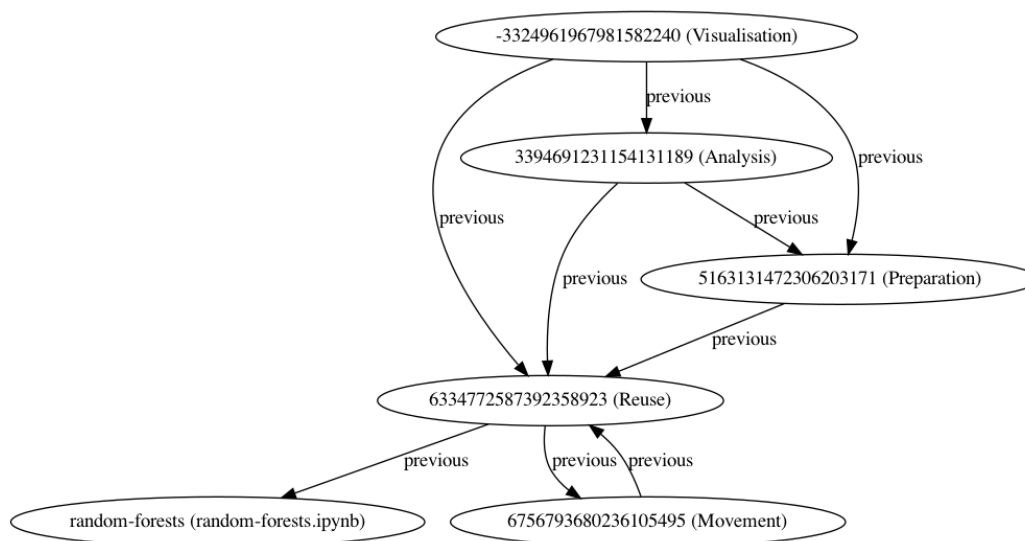 -3324961967981582240 (Visualisation)
previous
3394691231154131189 (Analysis)
previous
previous
previous
previous
5163131472306203171 (Preparation)
previous
6334772587392358923 (Reuse)
previous
previous
previous
random-forests (random-forests.ipynb)
6756793680236105495 (Movement)